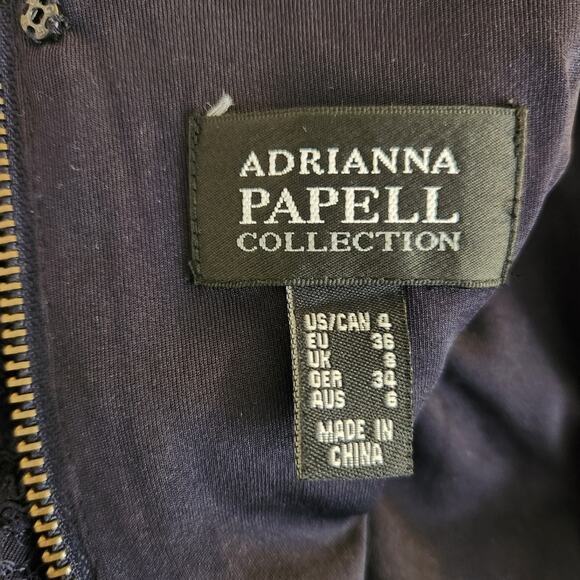 ADRIANNA
PAPELL
COLLECTION
US/CAN 4
EU 36
UK 8
GER 34
AUS 6
MADE IN
CHINA